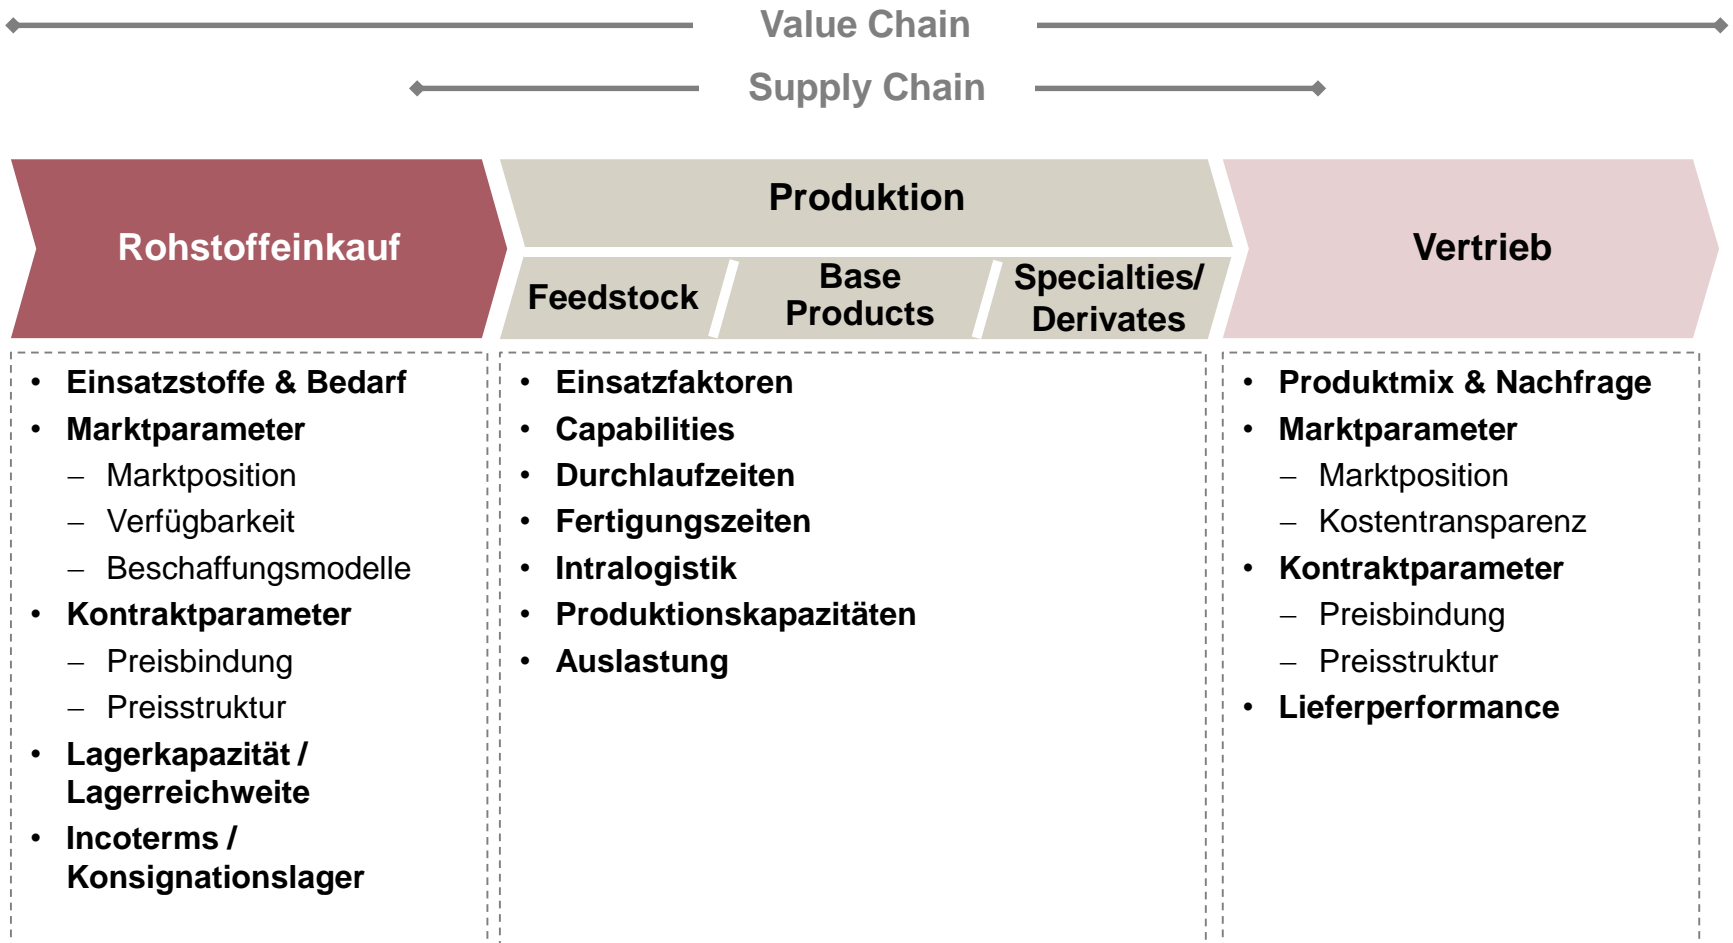 Value Chain
Supply Chain
Rohstoffeinkauf
Produktion
Feedstock
Base
Products
Specialties/
Derivates
Vertrieb
• Einsatzstoffe & Bedarf
• Marktparameter
– Marktposition
– Verfügbarkeit
– Beschaffungsmodelle
• Kontraktparameter
– Preisbindung
– Preisstruktur
• Lagerkapazität /
Lagerreichweite
• Incoterms /
Konsignationslager
• Einsatzfaktoren
• Capabilities
• Durchlaufzeiten
• Fertigungszeiten
• Intralogistik
• Produktionskapazitäten
• Auslastung
• Produktmix & Nachfrage
• Marktparameter
– Marktposition
– Kostentransparenz
• Kontraktparameter
– Preisbindung
– Preisstruktur
• Lieferperformance